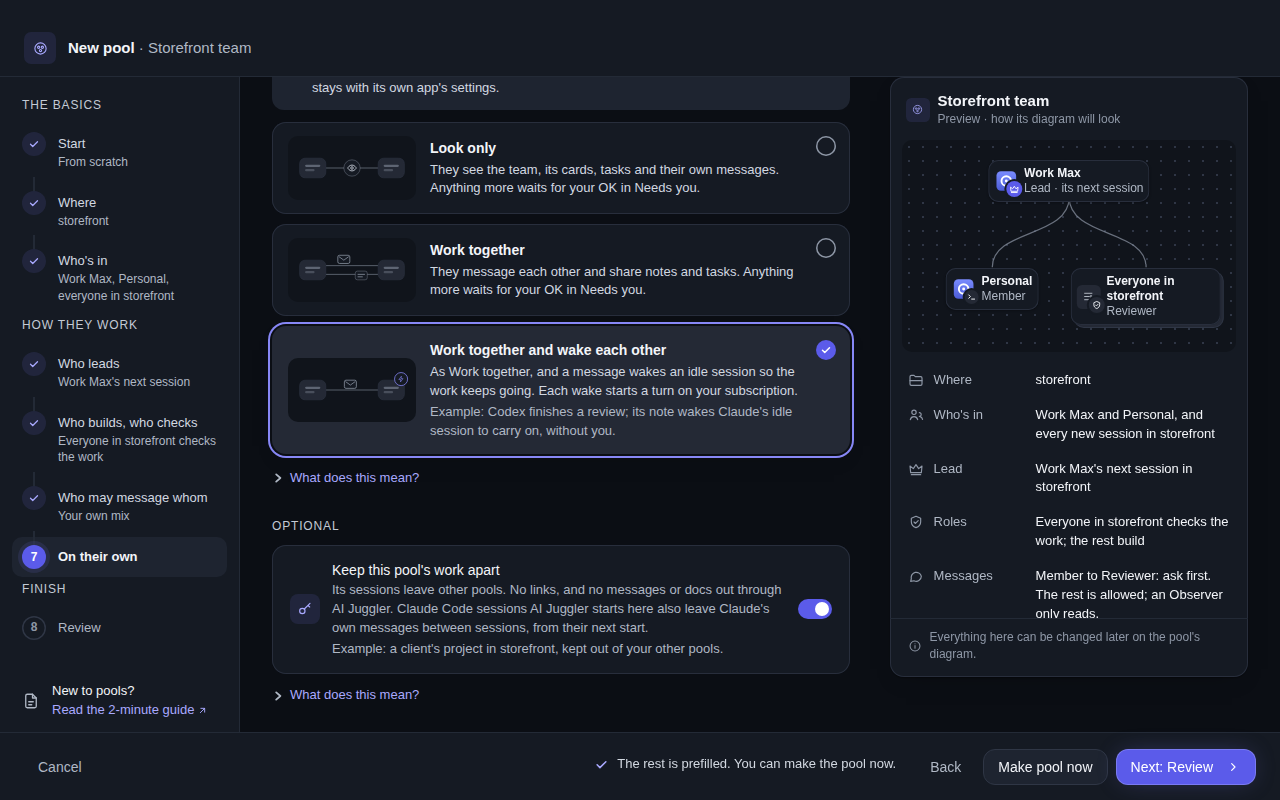 New pool · Storefront team
THE BASICS
Start
From scratch
Where
storefront
Who's in
Work Max, Personal,
everyone in storefront
HOW THEY WORK
Who leads
Work Max's next session
Who builds, who checks
Everyone in storefront checks
the work
Who may message whom
Your own mix
7 On their own
FINISH
8 Review
New to pools?
Read the 2-minute guide
stays with its own app's settings.
Look only
They see the team, its cards, tasks and their own messages.
Anything more waits for your OK in Needs you.
Work together
They message each other and share notes and tasks. Anything
more waits for your OK in Needs you.
Work together and wake each other
As Work together, and a message wakes an idle session so the
work keeps going. Each wake starts a turn on your subscription.
Example: Codex finishes a review; its note wakes Claude's idle
session to carry on, without you.
What does this mean?
OPTIONAL
Keep this pool's work apart
Its sessions leave other pools. No links, and no messages or docs out through
AI Juggler. Claude Code sessions AI Juggler starts here also leave Claude's
own messages between sessions, from their next start.
Example: a client's project in storefront, kept out of your other pools.
What does this mean?
Storefront team
Preview · how its diagram will look
Work Max
Lead · its next session
Personal
Member
Everyone in
storefront
Reviewer
Where storefront
Who's in Work Max and Personal, and
every new session in storefront
Lead Work Max's next session in
storefront
Roles Everyone in storefront checks the
work; the rest build
Messages Member to Reviewer: ask first.
The rest is allowed; an Observer
only reads.
Everything here can be changed later on the pool's
diagram.
Cancel
The rest is prefilled. You can make the pool now.
Back
Make pool now
Next: Review